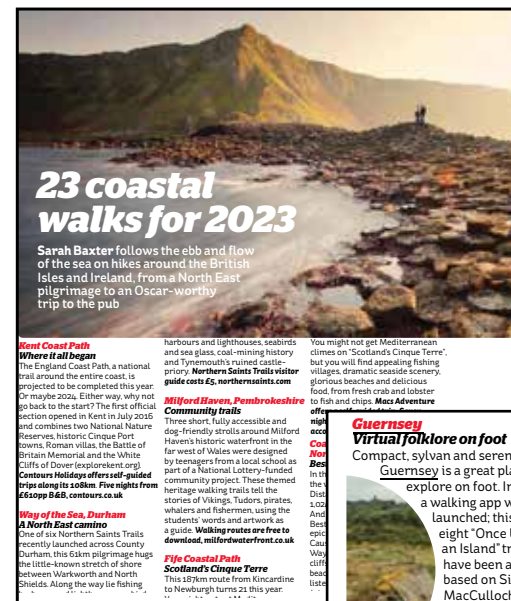 23 coastal
walks for 2023
Sarah Baxter follows the ebb and flow
of the sea on hikes around the British
Isles and Ireland, from a North East
pilgrimage to an Oscar-worthy
trip to the pub
Kent Coast Path
Where it all began
The England Coast Path, a national
trail around the entire coast, is
projected to be completed this year.
Or maybe 2024. Either way, why not
go back to the start? The first official
section opened in Kent in July 2016
and combines two National Nature
Reserves, historic Cinque Port
towns, Roman villas, the Battle of
Britain Memorial and the White
Cliffs of Dover (explorekent.org).
Contours Holidays offers self-guided
trips along its 108km. Five nights from
£610pp B&B, contours.co.uk
Way of the Sea, Durham
A North East camino
One of six Northern Saints Trails
recently launched across County
Durham, this 61km pilgrimage hugs
the little-known stretch of shore
between Warkworth and North
Shields. Along the way lie fishing
harbours and lighthouses, seabirds
and sea glass, coal-mining history
and Tynemouth's ruined castle-
priory. Northern Saints Trails visitor
guide costs £5, northernsaints.com
Milford Haven, Pembrokeshire
Community trails
Three short, fully accessible and
dog-friendly strolls around Milford
Haven's historic waterfront in the
far west of Wales were designed
by teenagers from a local school as
part of a National Lottery-funded
community project. These themed
heritage walking trails tell the
stories of Vikings, Tudors, pirates,
whalers and fishermen, using the
students' words and artwork as
a guide. Walking routes are free to
download, milfordwaterfront.co.uk
Fife Coastal Path
Scotland's Cinque Terre
This 187km route from Kincardine
to Newburgh turns 21 this year.
You might not get Mediterranean
climes on "Scotland's Cinque Terre",
but you will find appealing fishing
villages, dramatic seaside scenery,
glorious beaches and delicious
food, from fresh crab and lobster
to fish and chips. Macs Adventure
Guernsey
Virtual folklore on foot
Compact, sylvan and seren
Guernsey is a great pla
explore on foot. In
a walking app w
launched; this
eight "Once U
an Island" tr
have been a
based on Si
MacCulloch